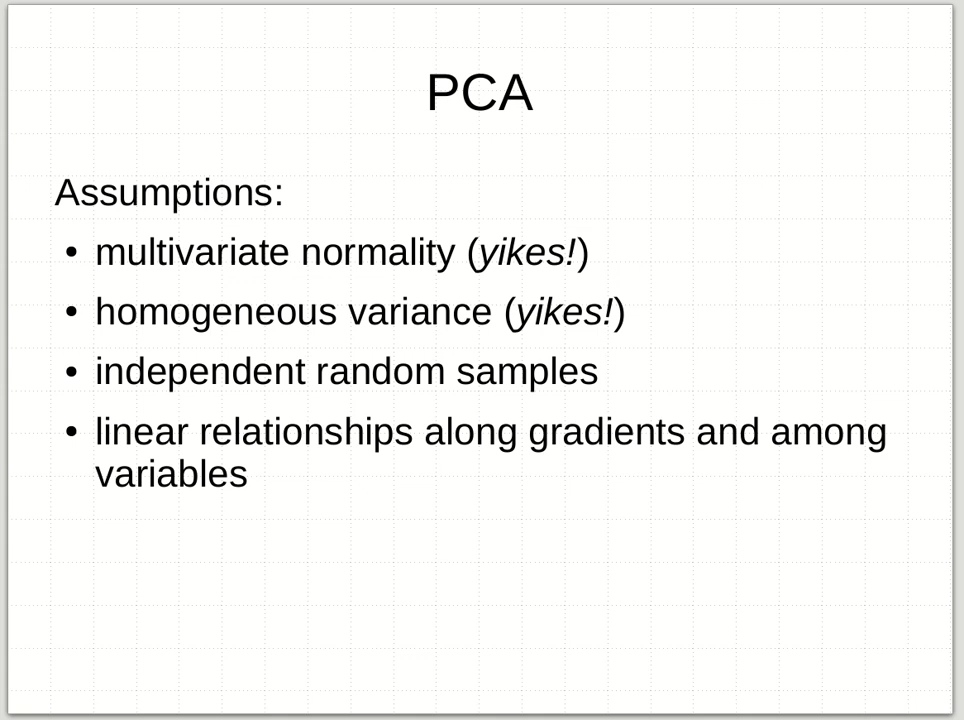 PCA
Assumptions:
• multivariate normality (yikes!)
• homogeneous variance (yikes!)
• independent random samples
• linear relationships along gradients and among
variables